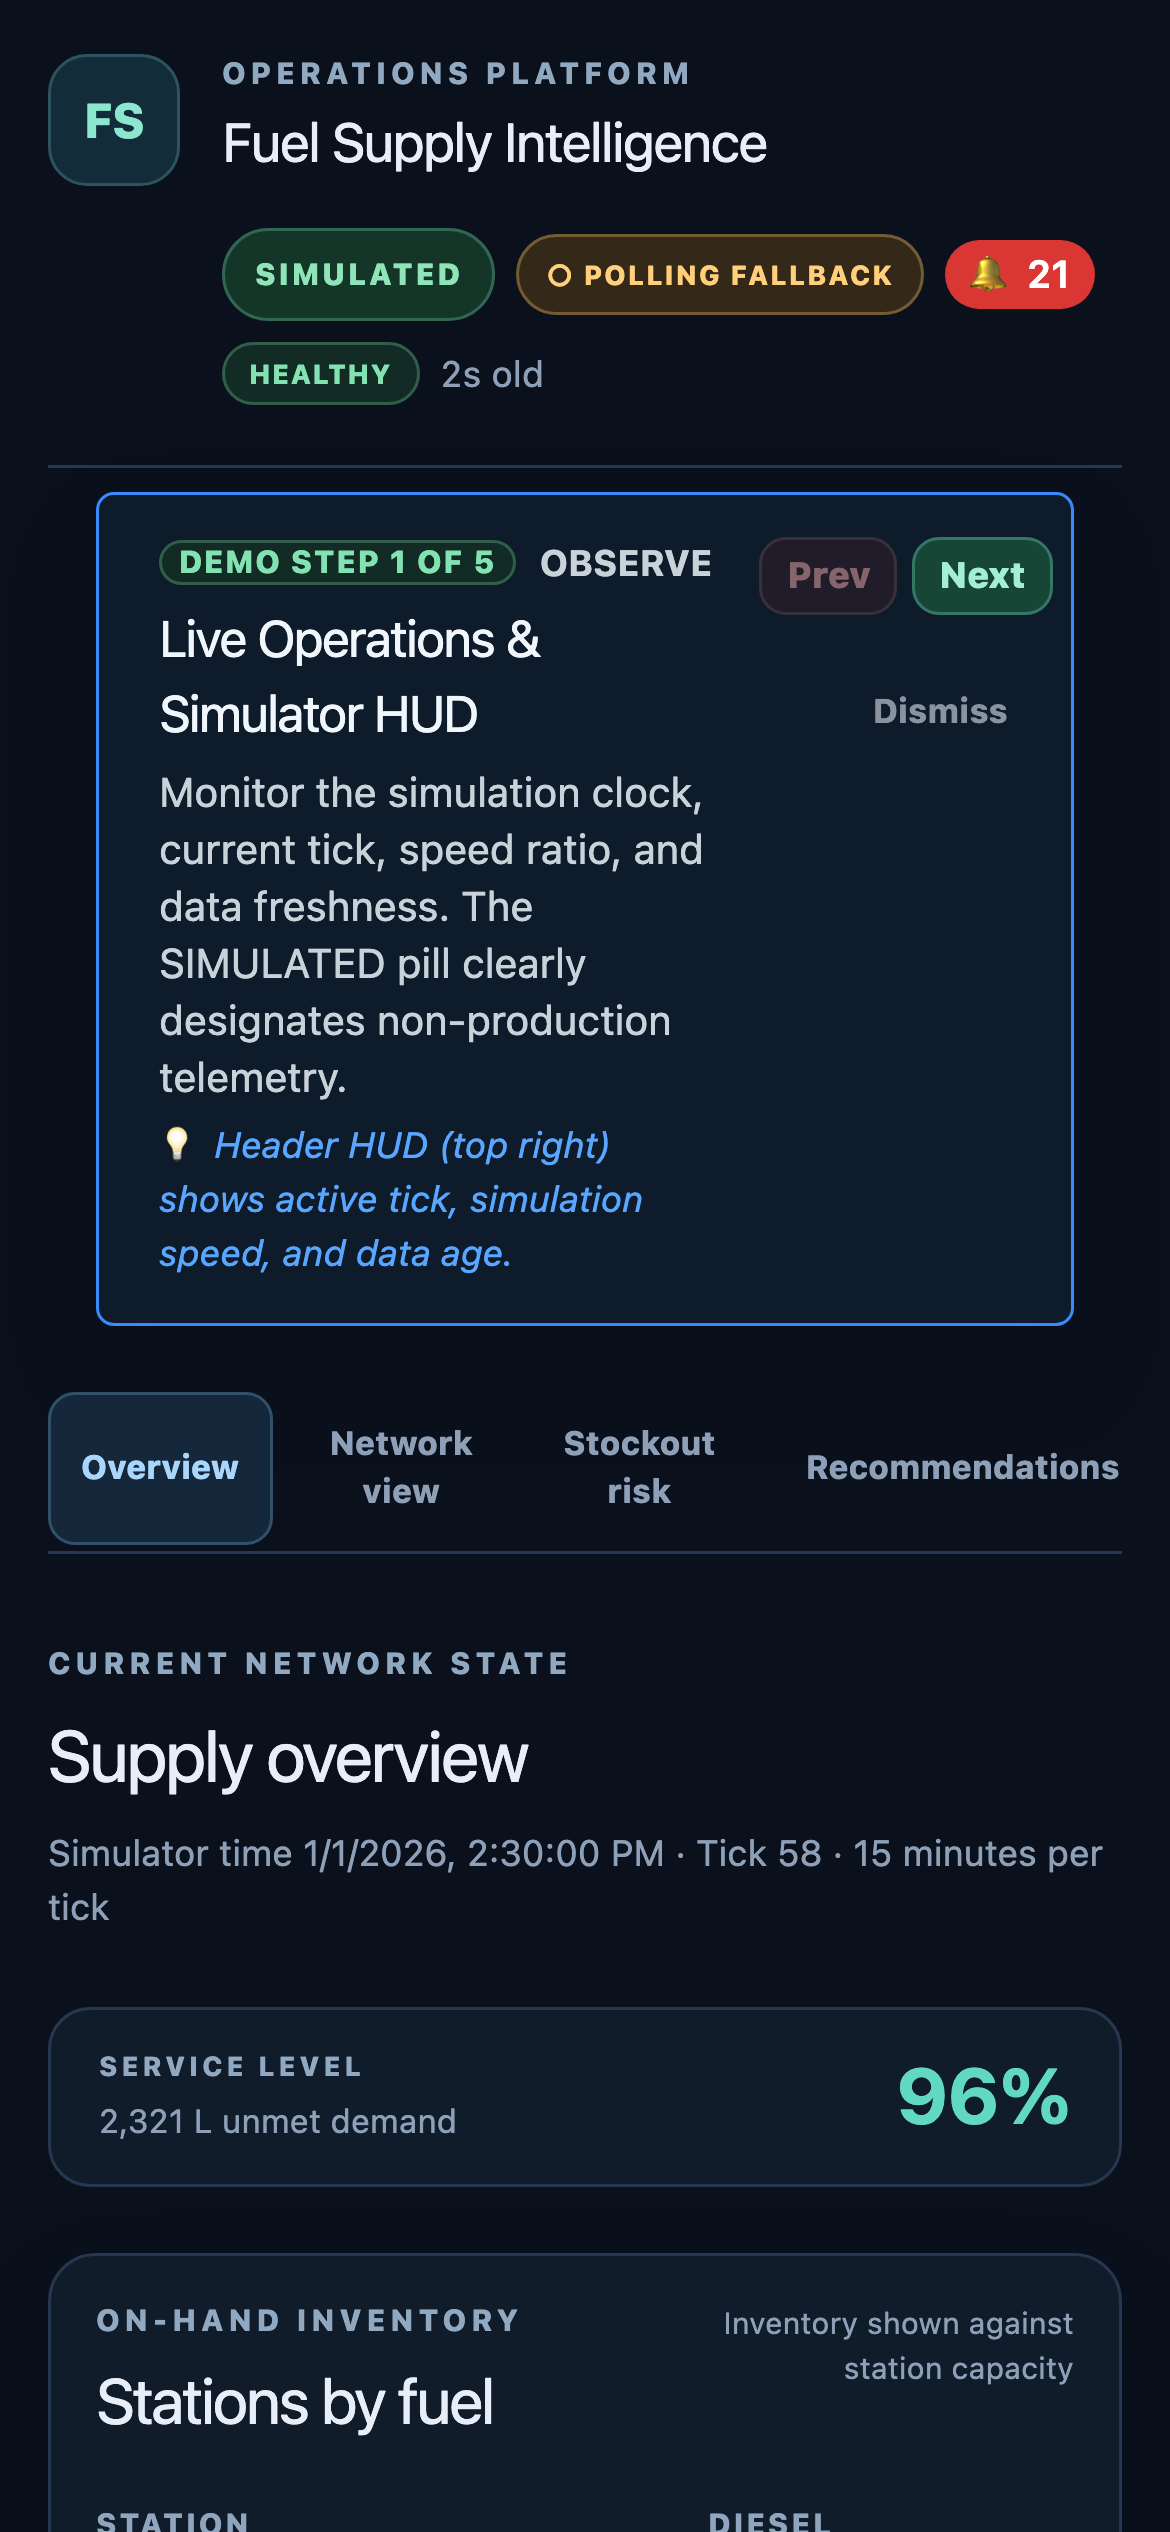 FS
OPERATIONS PLATFORM
Fuel Supply Intelligence
SIMULATED
POLLING FALLBACK
🔔 21
HEALTHY
2s old
DEMO STEP 1 OF 5
OBSERVE
Prev
Next
Live Operations &
Simulator HUD
Dismiss
Monitor the simulation clock,
current tick, speed ratio, and
data freshness. The
SIMULATED pill clearly
designates non-production
telemetry.
💡 Header HUD (top right)
shows active tick, simulation
speed, and data age.
Overview
Network
view
Stockout
risk
Recommendations
CURRENT NETWORK STATE
Supply overview
Simulator time 1/1/2026, 2:30:00 PM · Tick 58 · 15 minutes per
tick
SERVICE LEVEL
2,321 L unmet demand
96%
ON-HAND INVENTORY
Stations by fuel
Inventory shown against
station capacity
STATION
DIESEL